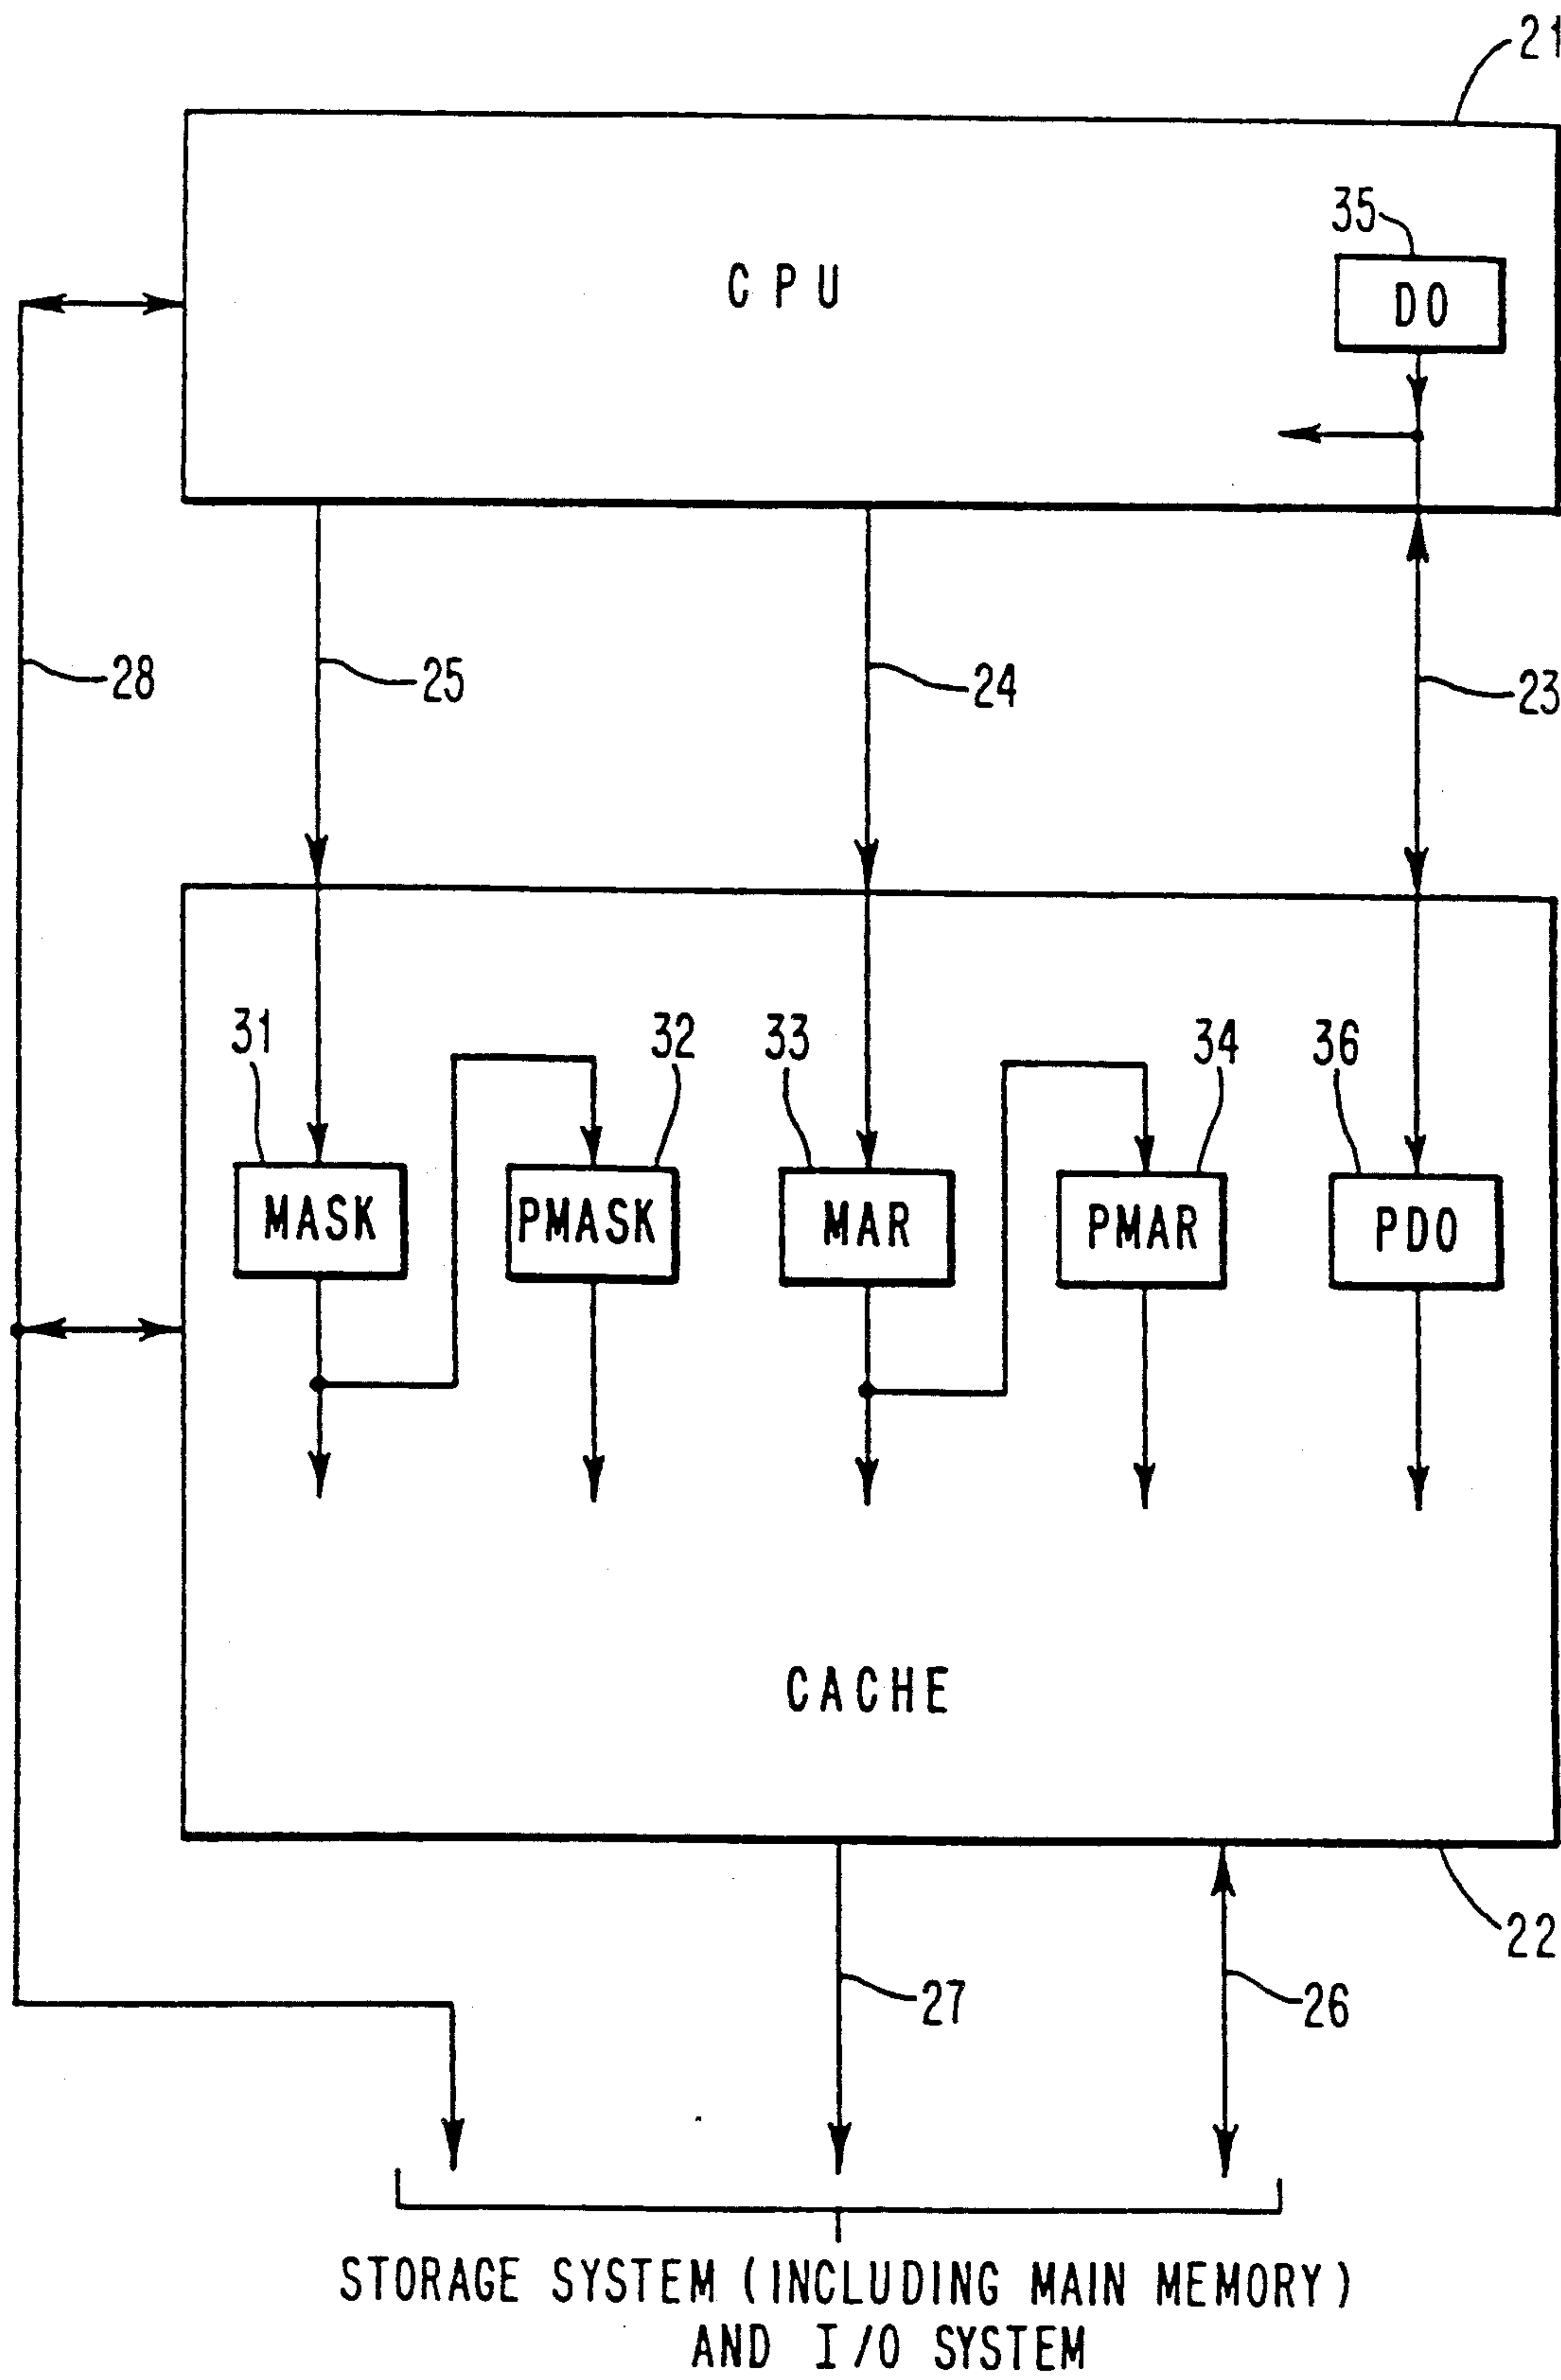 21
35
CPU
DO
28
25
24
23
31
32
33
34
36
MASK
PMASK
MAR
PMAR
PDO
CACHE
22
27
26
STORAGE SYSTEM (INCLUDING MAIN MEMORY)
AND I/O SYSTEM